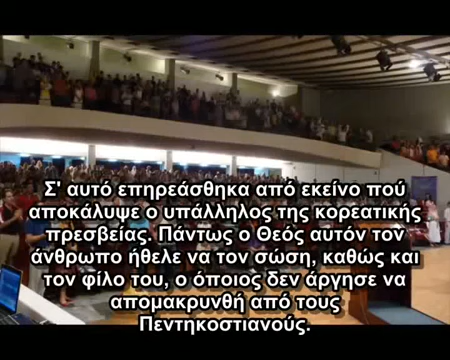 Σ' αυτό επηρεάσθηκα από εκείνο πού
αποκάλυψε ο υπάλληλος της κορεατικής
πρεσβείας. Πάντως ο Θεός αυτόν τον
άνθρωπο ήθελε να τον σώση, καθώς και
τον φίλο του, ο όποιος δεν άργησε να
απομακρυνθή από τους
Πεντηκοστιανούς.